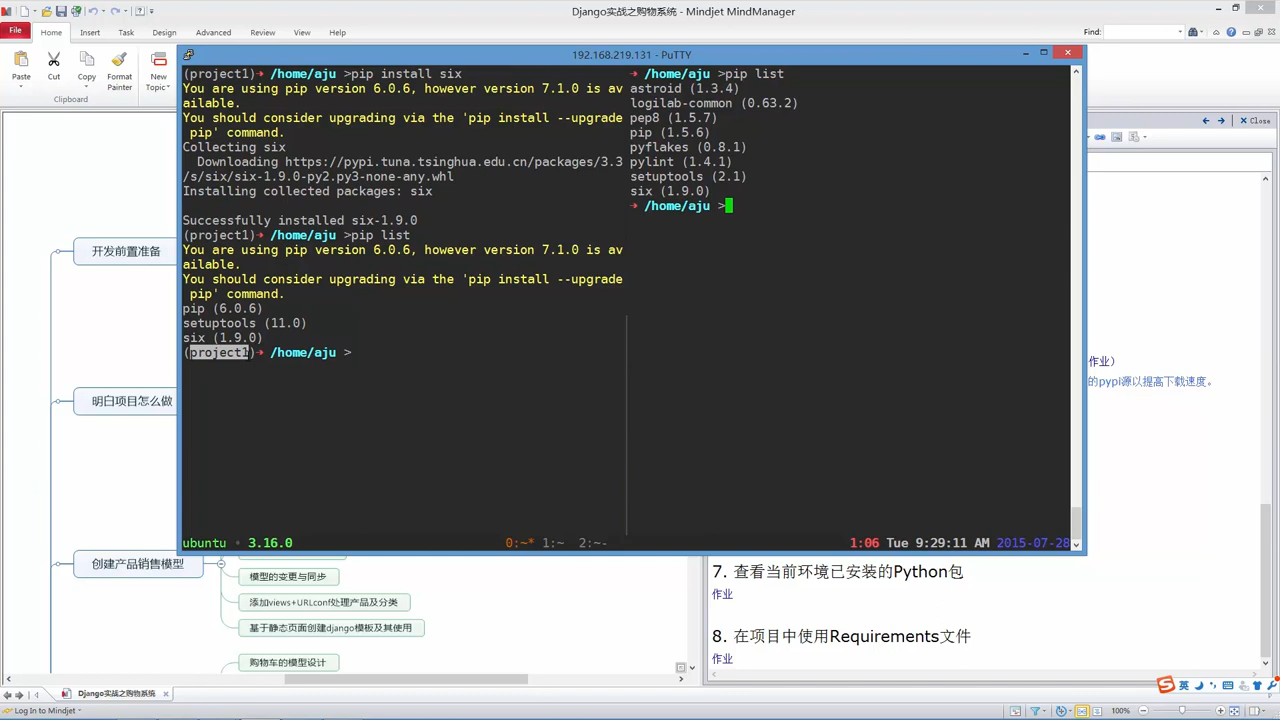 Django实战之购物系统 - Mindjet MindManager
File
Home
Insert
Task
Design
Advanced
Review
View
Help
Find:
Paste
Cut
Copy
Format Painter
New Topic
Clipboard
192.168.219.131 - PuTTY
(project1)→ /home/aju >pip install six
You are using pip version 6.0.6, however version 7.1.0 is av
ailable.
You should consider upgrading via the 'pip install --upgrade
pip' command.
Collecting six
Downloading https://pypi.tuna.tsinghua.edu.cn/packages/3.3
/s/six/six-1.9.0-py2.py3-none-any.whl
Installing collected packages: six
Successfully installed six-1.9.0
(project1)→ /home/aju >pip list
You are using pip version 6.0.6, however version 7.1.0 is av
ailable.
You should consider upgrading via the 'pip install --upgrade
pip' command.
pip (6.0.6)
setuptools (11.0)
six (1.9.0)
(project1)→ /home/aju >
→ /home/aju >pip list
astroid (1.3.4)
logilab-common (0.63.2)
pep8 (1.5.7)
pip (1.5.6)
pyflakes (0.8.1)
pylint (1.4.1)
setuptools (2.1)
six (1.9.0)
→ /home/aju >
ubuntu • 3.16.0
0:~* 1:~ 2:~-
1:06 Tue 9:29:11 AM 2015-07-28
Close
开发前置准备
明白项目怎么做
创建产品销售模型
模型的变更与同步
添加views+URLconf处理产品及分类
基于静态页面创建django模板及其使用
购物车的模型设计
作业）
的pypi源以提高下载速度。
7. 查看当前环境已安装的Python包
作业
8. 在项目中使用Requirements文件
作业
英
Django实战之购物系统
Log In to Mindjet
100%